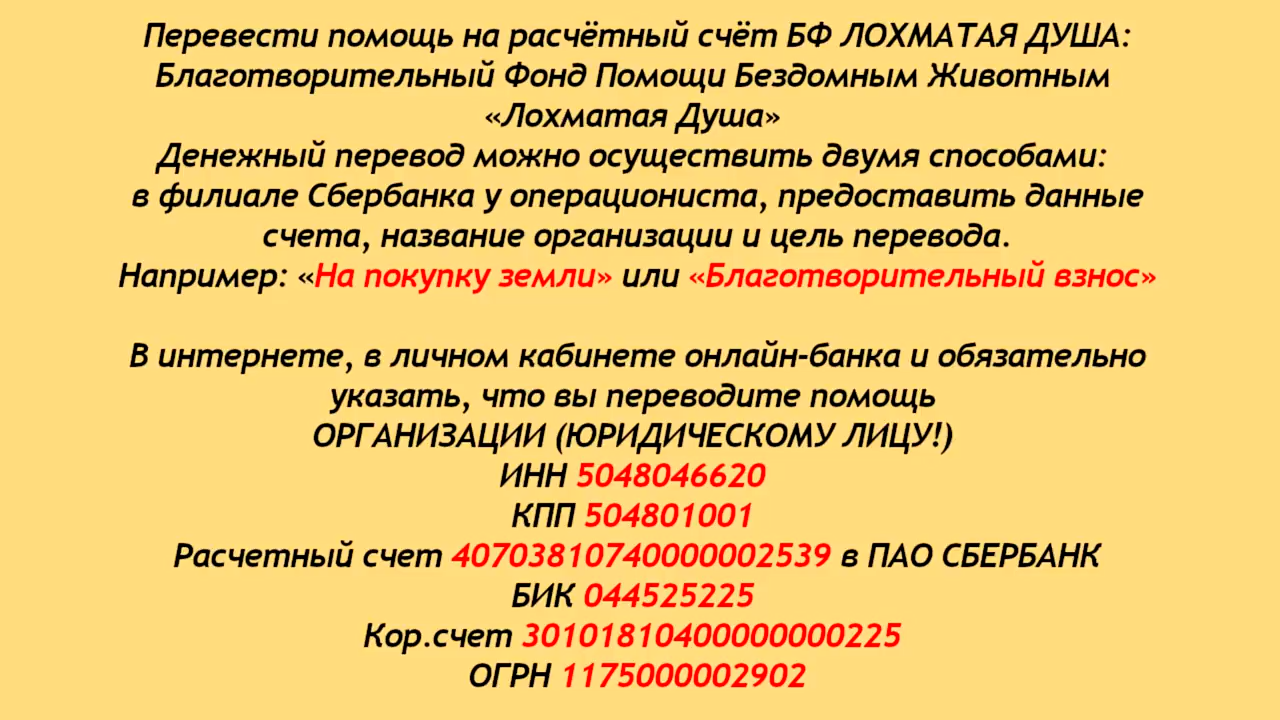 Перевести помощь на расчётный счёт БФ ЛОХМАТАЯ ДУША:
Благотворительный Фонд Помощи Бездомным Животным
«Лохматая Душа»
Денежный перевод можно осуществить двумя способами:
в филиале Сбербанка у операциониста, предоставить данные
счета, название организации и цель перевода.
Например: «На покупку земли» или «Благотворительный взнос»
В интернете, в личном кабинете онлайн-банка и обязательно
указать, что вы переводите помощь
ОРГАНИЗАЦИИ (ЮРИДИЧЕСКОМУ ЛИЦУ!)
ИНН 5048046620
КПП 504801001
Расчетный счет 40703810740000002539 в ПАО СБЕРБАНК
БИК 044525225
Кор.счет 30101810400000000225
ОГРН 1175000002902